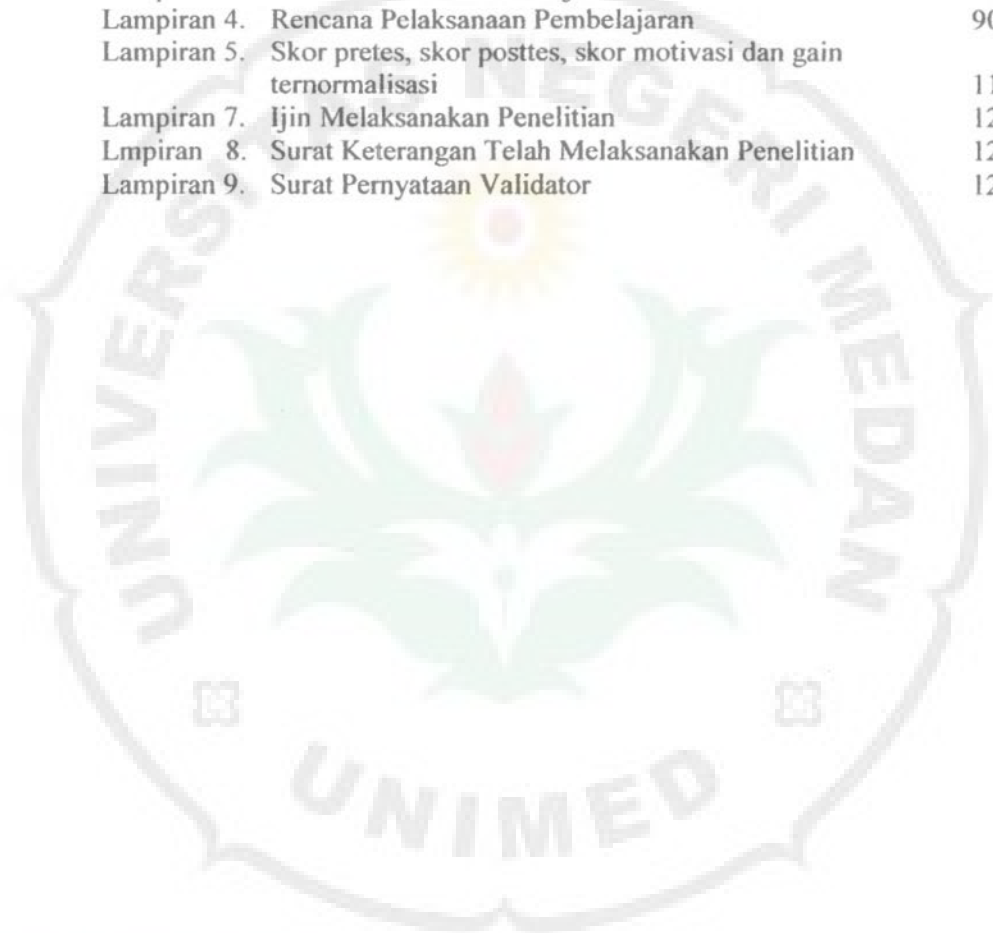 Lampiran 4. Rencana Pelaksanaan Pembelajaran 90
Lampiran 5. Skor pretes, skor posttes, skor motivasi dan gain
ternormalisasi
Lampiran 7. Ijin Melaksanakan Penelitian
Lmpiran 8. Surat Keterangan Telah Melaksanakan Penelitian
Lampiran 9. Surat Pernyataan Validator
UNIVERSITAS NEGERI MEDAN
UNIMED